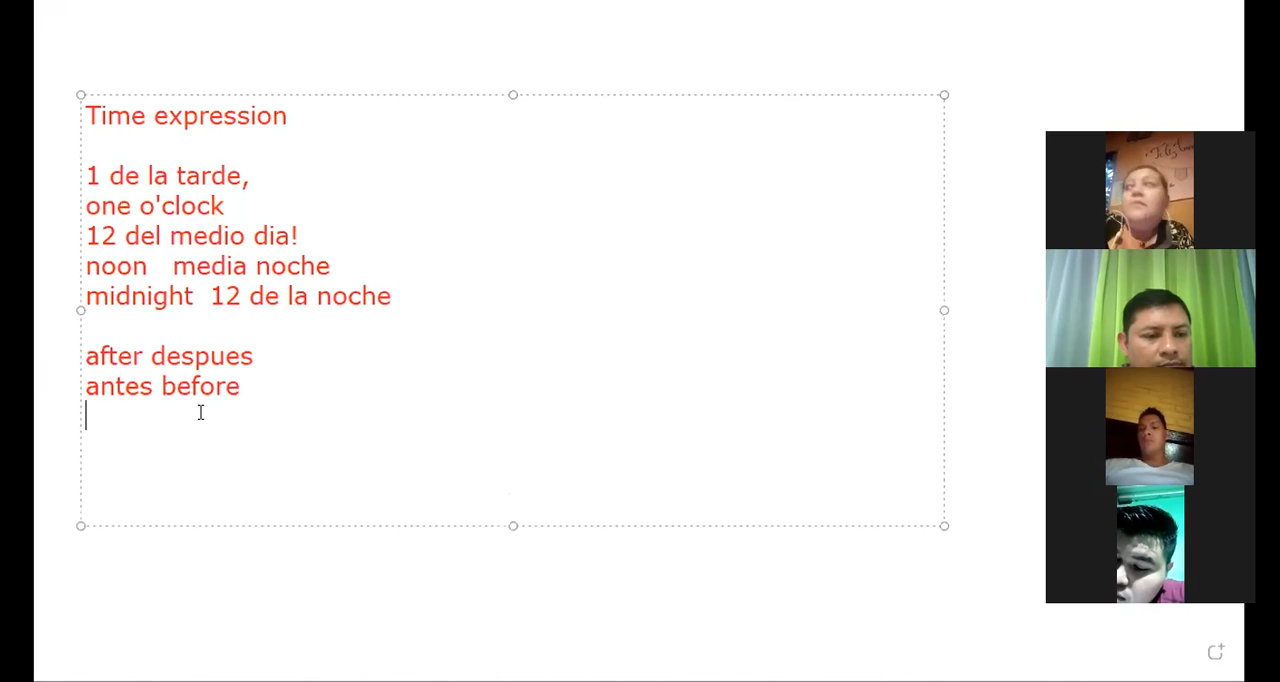 Time expression
1 de la tarde,
one o'clock
12 del medio dia!
noon   media noche
midnight  12 de la noche
after despues
antes before